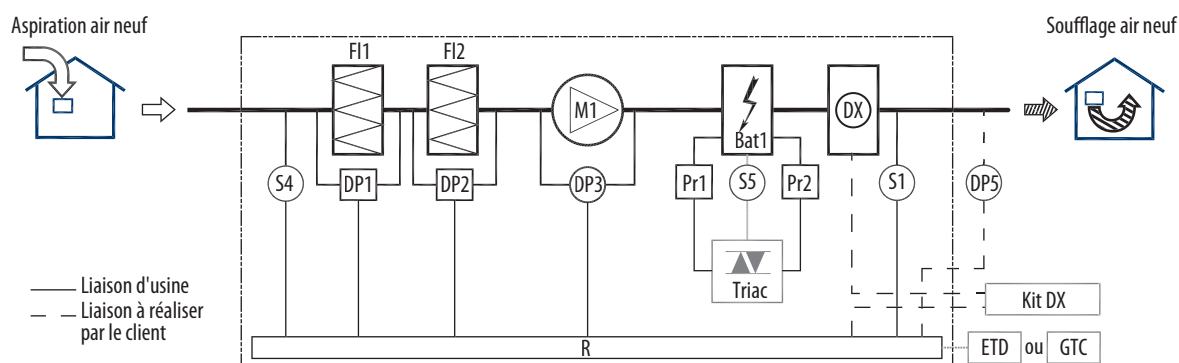 Aspiration air neuf
Soufflage air neuf
Fl1
Fl2
M1
Bat1
DX
S4
DP1
DP2
DP3
Pr1
S5
Pr2
S1
DP5
Triac
Liaison d'usine
Liaison à réaliser
par le client
Kit DX
R
ETD ou GTC